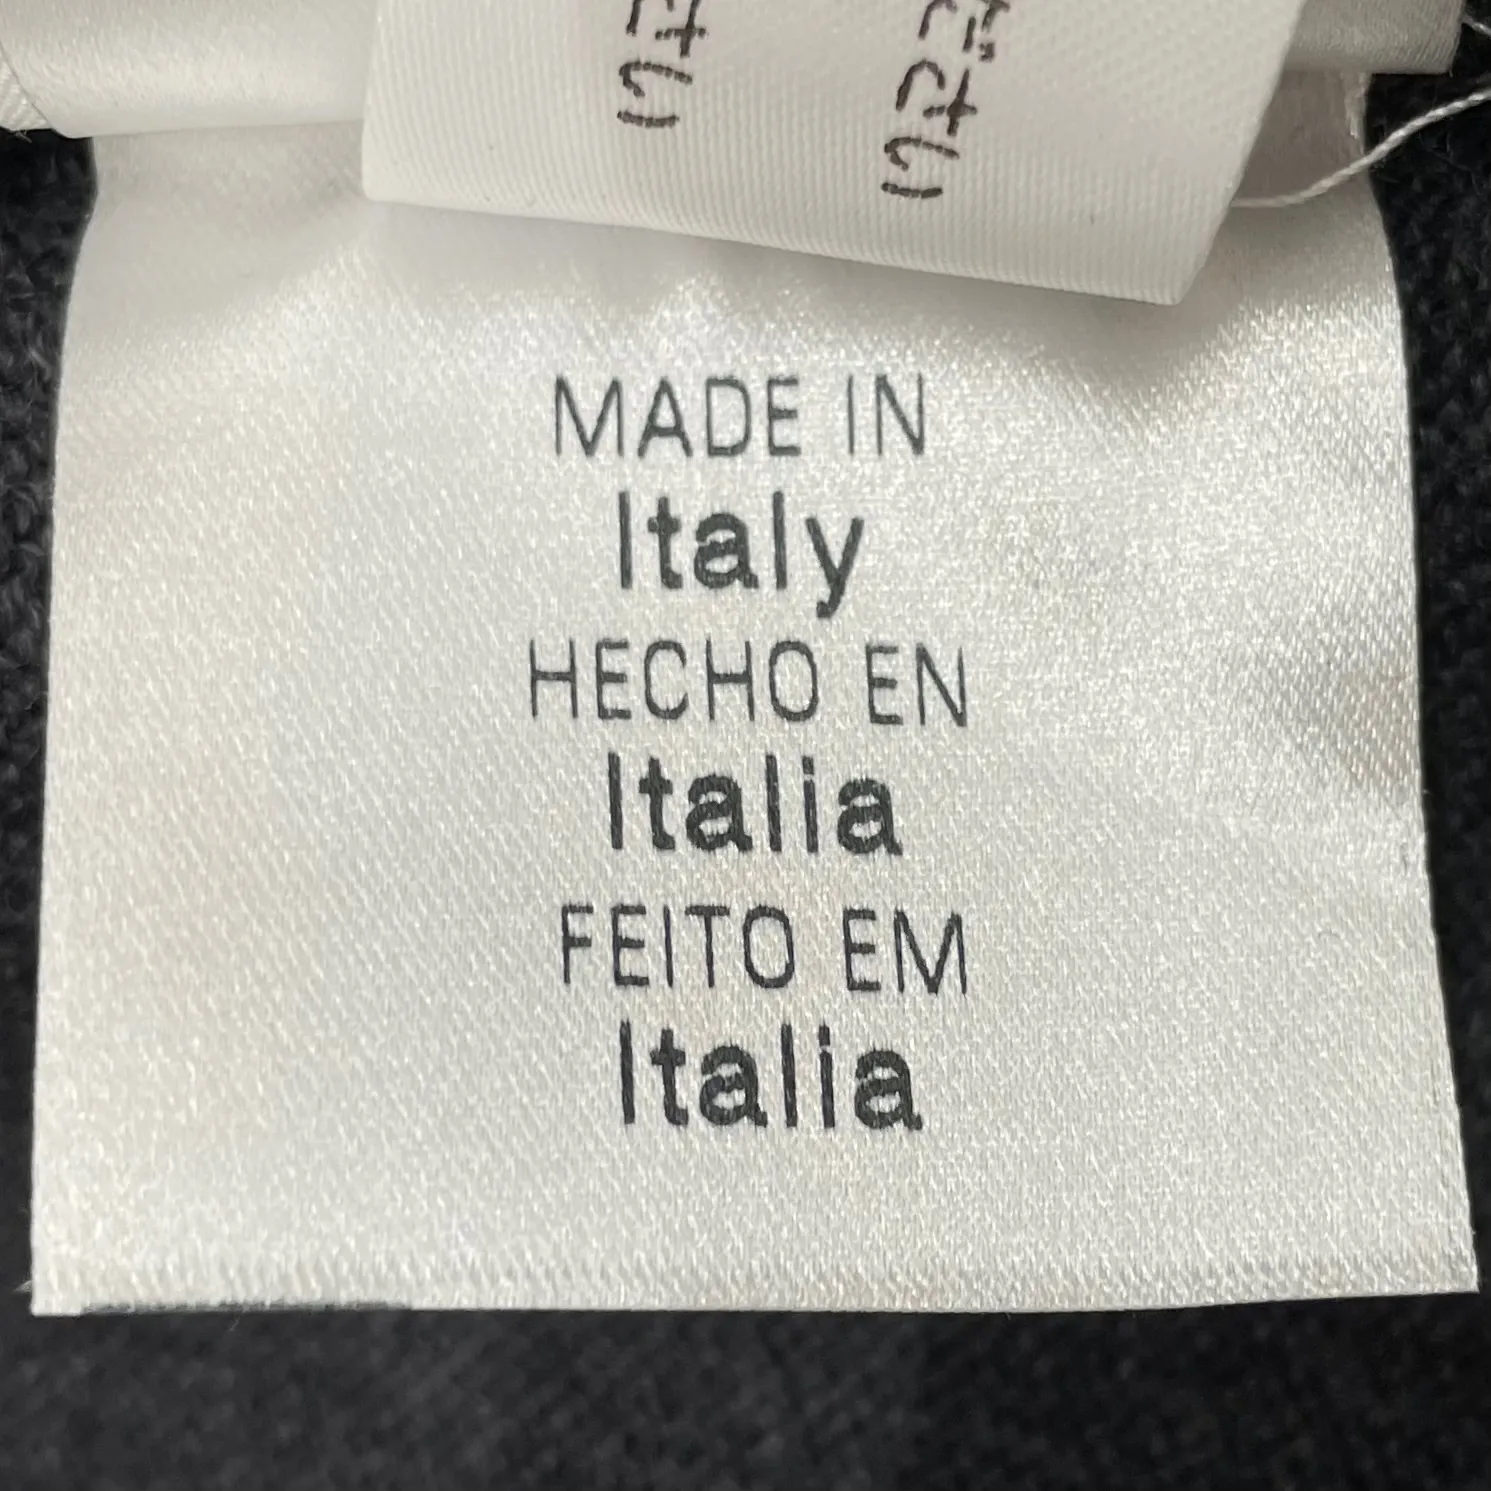 MADE IN
Italy
HECHO EN
Italia
FEITO EM
Italia